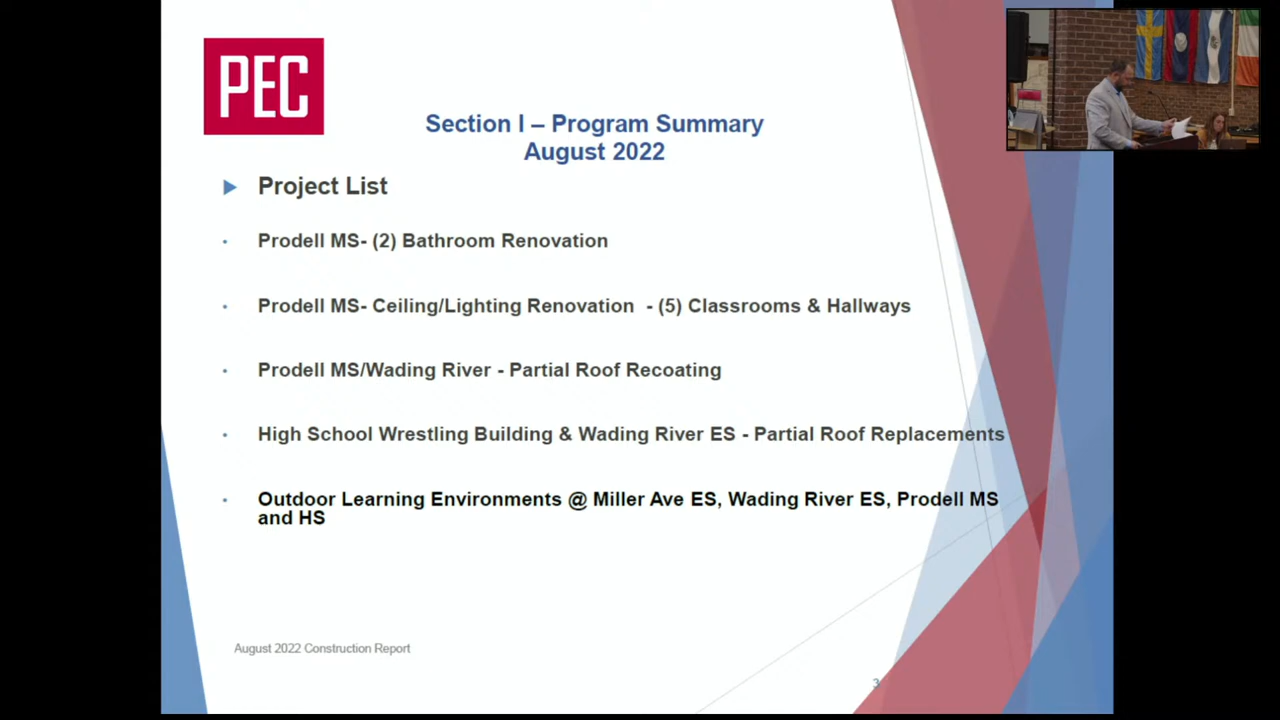 PEC
Section I – Program Summary
August 2022
Project List
Prodell MS- (2) Bathroom Renovation
Prodell MS- Ceiling/Lighting Renovation - (5) Classrooms & Hallways
Prodell MS/Wading River - Partial Roof Recoating
High School Wrestling Building & Wading River ES - Partial Roof Replacements
Outdoor Learning Environments @ Miller Ave ES, Wading River ES, Prodell MS
and HS
August 2022 Construction Report
3